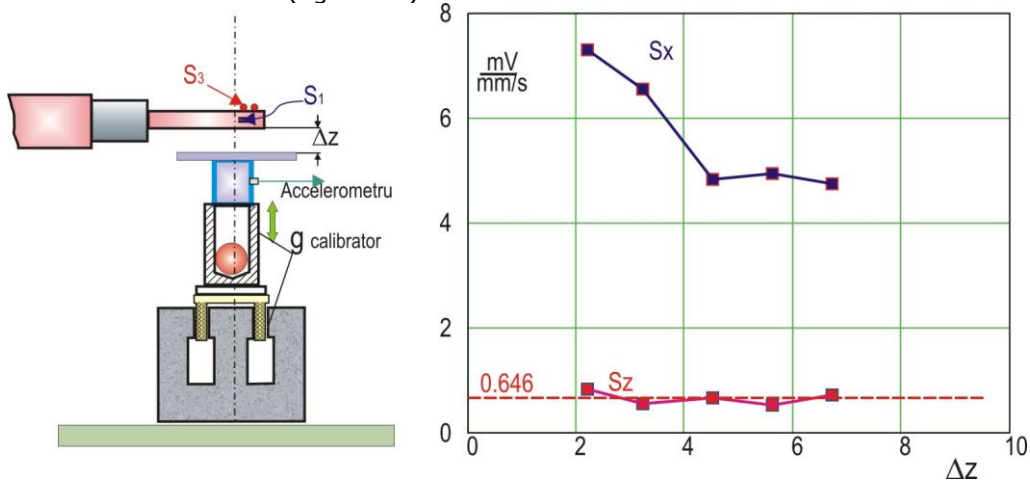 S3
S1
Δz
Accelerometru
g calibrator
8
mV
mm/s
6
4
2
0.646
0
Sx
Sz
0
2
4
6
8
10
Δz